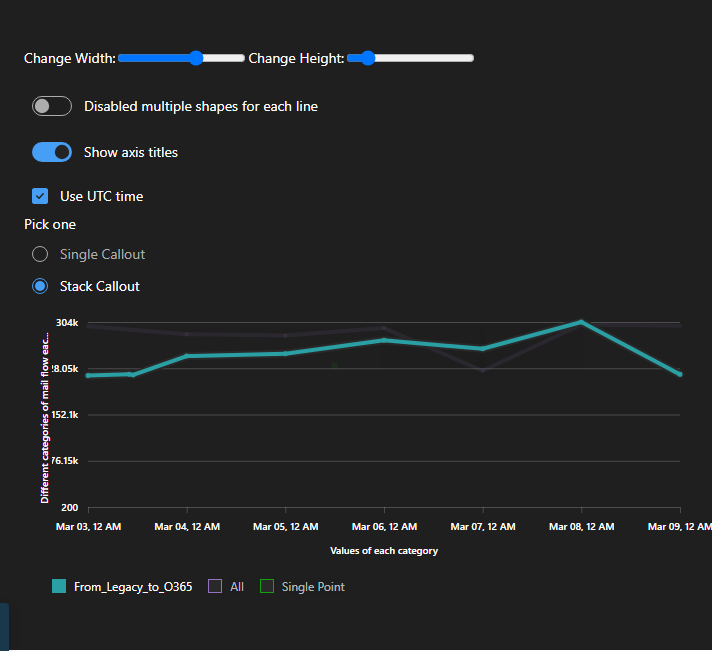 Change Width: Change Height:
Disabled multiple shapes for each line
Show axis titles
Use UTC time
Pick one
Single Callout
Stack Callout
Different categories of mail flow eac...
304k
8.05k
152.1k
76.15k
200
Mar 03, 12 AM Mar 04, 12 AM Mar 05, 12 AM Mar 06, 12 AM Mar 07, 12 AM Mar 08, 12 AM Mar 09, 12 AM
Values of each category
From_Legacy_to_O365 All Single Point